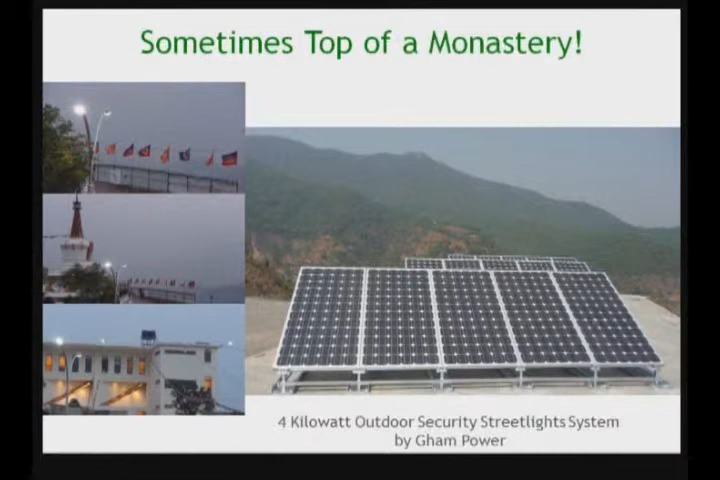 Sometimes Top of a Monastery!
4 Kilowatt Outdoor Security Streetlights System
by Gham Power